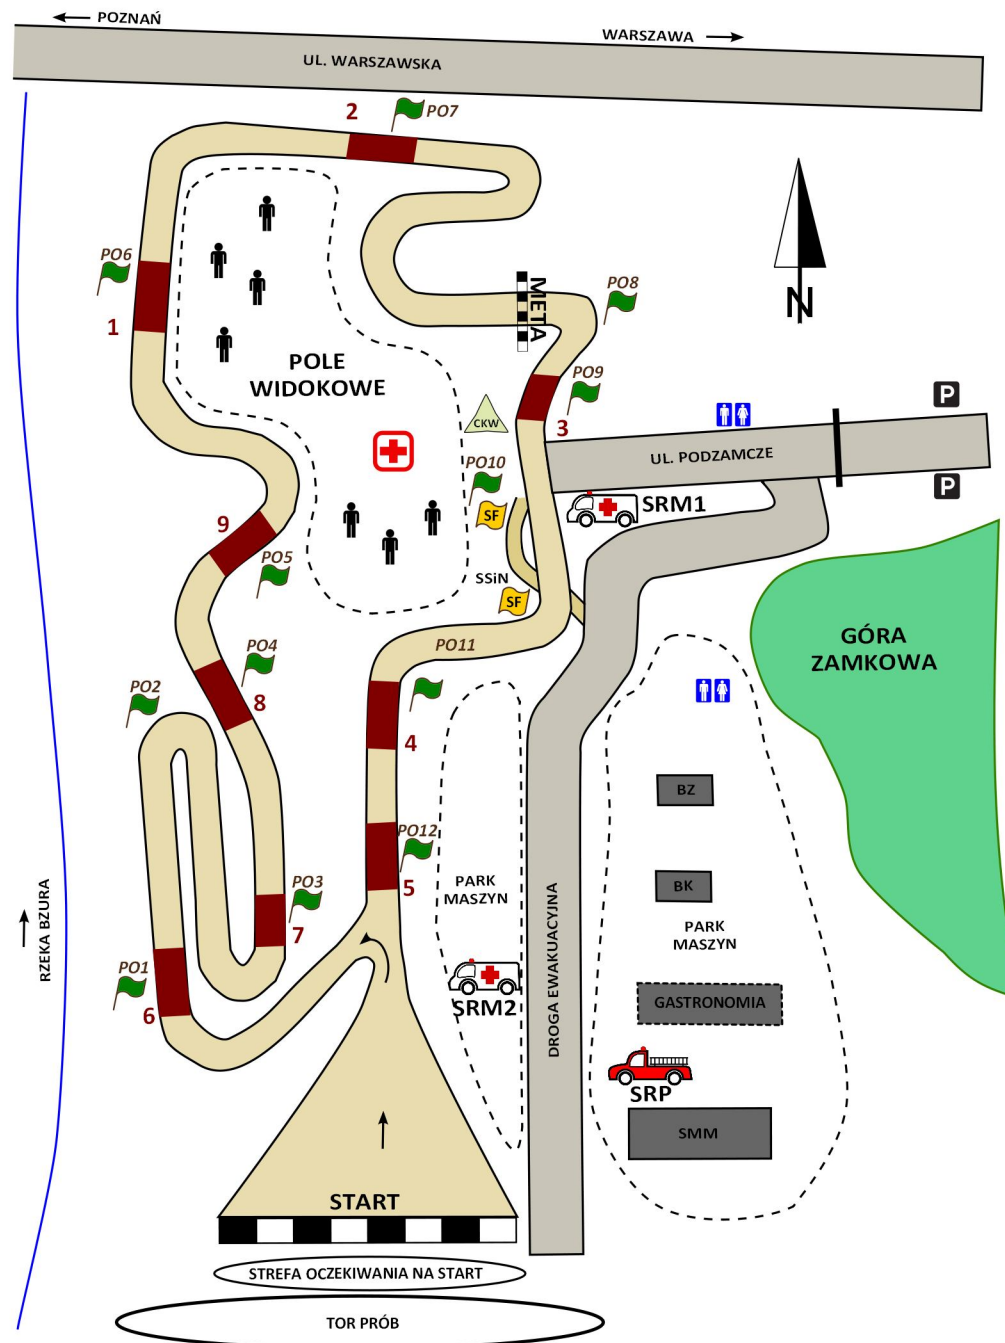 POZNAŃ
WARSZAWA
UL. WARSZAWSKA
2
PO7
PO6
1
PO8
META
POLE
WIDOKOWE
PO9
3
N
CKW
P
UL. PODZAMCZE
P
PO10
SF
SRM1
9
PO5
SSiN
SF
GÓRA
ZAMKOWA
PO4
PO11
PO2
8
4
BZ
PO12
5
PARK
MASZYN
BK
PARK
MASZYN
PO3
7
RZEKA BZURA
DROGA EWAKUACYJNA
PO1
6
SRM2
GASTRONOMIA
SRP
SMM
START
STREFA OCZEKIWANIA NA START
TOR PRÓB